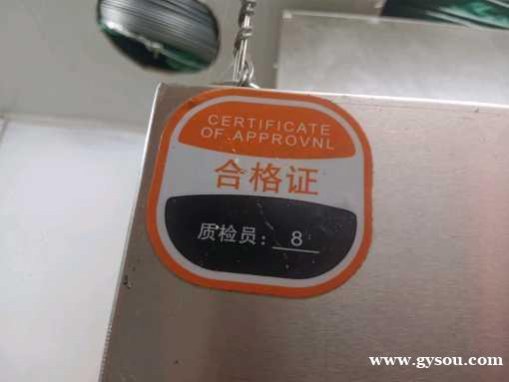 CERTIFICATE
OF APPROVNL
合格证
质检员：8
www.gysou.com